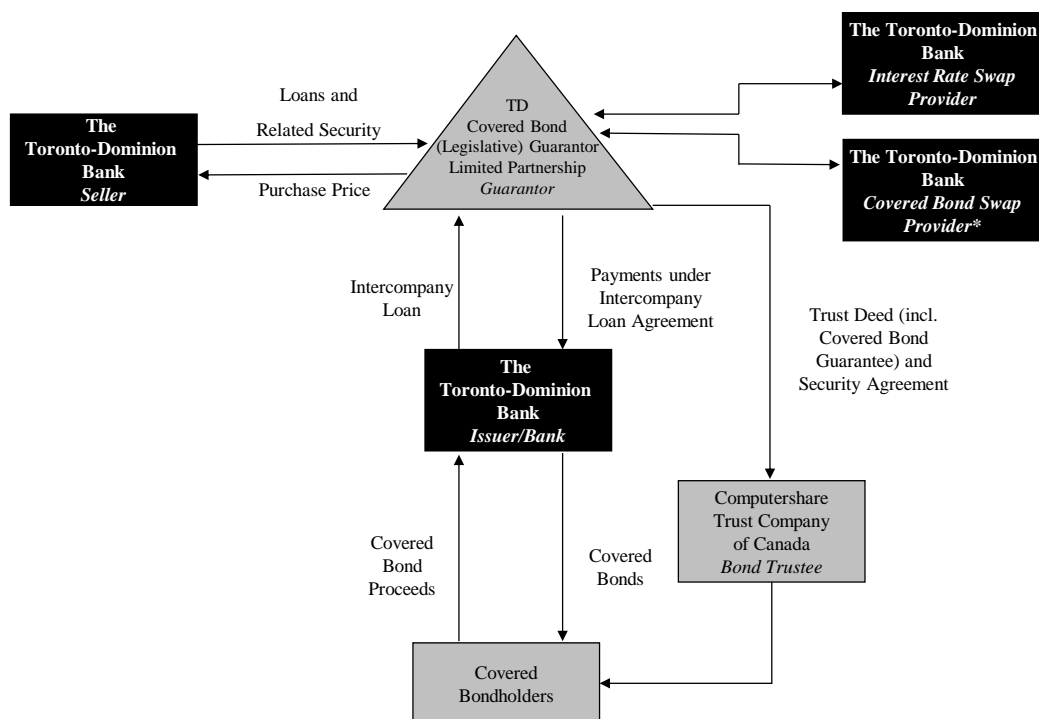 The Toronto-Dominion
Bank
Interest Rate Swap
Provider
TD
Covered Bond
(Legislative) Guarantor
Limited Partnership
Guarantor
Loans and
Related Security
The
Toronto-Dominion
Bank
Seller
Purchase Price
The Toronto-Dominion
Bank
Covered Bond Swap
Provider*
Intercompany
Loan
Payments under
Intercompany
Loan Agreement
Trust Deed (incl.
Covered Bond
Guarantee) and
Security Agreement
The
Toronto-Dominion
Bank
Issuer/Bank
Computershare
Trust Company
of Canada
Bond Trustee
Covered
Bond
Proceeds
Covered
Bonds
Covered
Bondholders